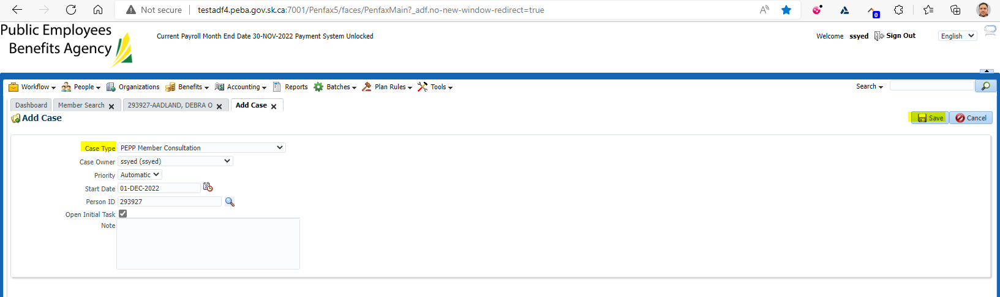 Not secure testadf4.peba.gov.sk.ca:7001/Penfax5/faces/PenfaxMain?_adf.no-new-window-redirect=true A 0
Public Employees
Benefits Agency
Current Payroll Month End Date 30-NOV-2022 Payment System Unlocked
Welcome ssyed Sign Out English
Workflow People Organizations Benefits Accounting Reports Batches Plan Rules Tools Search
Dashboard Member Search 293927-AADLAND, DEBRA O Add Case
Add Case Save Cancel
Case Type PEPP Member Consultation
Case Owner ssyed (ssyed)
Priority Automatic
Start Date 01-DEC-2022
Person ID 293927
Open Initial Task
Note